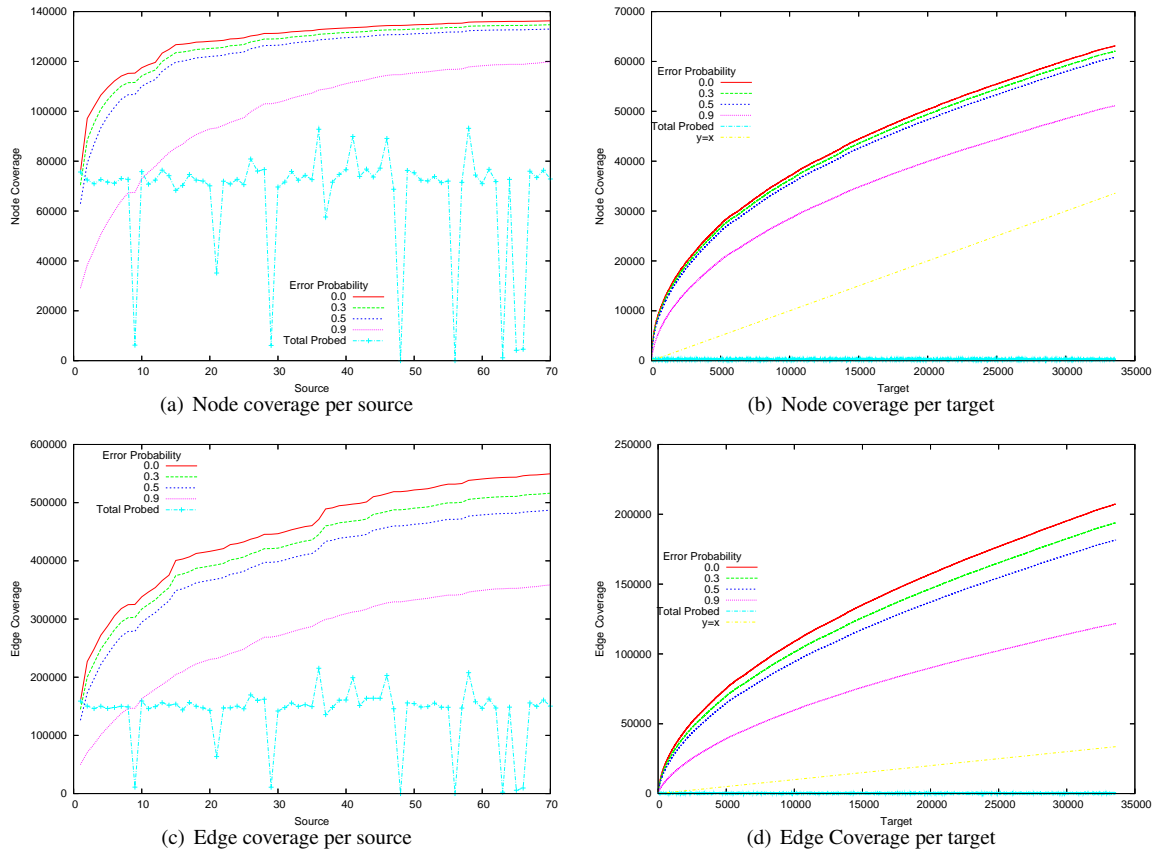 140000
120000
100000
80000
60000
40000
20000
0
Node Coverage
Error Probability
0.0
0.3
0.5
0.9
Total Probed
0 10 20 30 40 50 60 70
Source
(a) Node coverage per source
70000
60000
50000
40000
30000
20000
10000
0
Node Coverage
Error Probability
0.0
0.3
0.5
0.9
Total Probed
y=x
0 5000 10000 15000 20000 25000 30000 35000
Target
(b) Node coverage per target
600000
500000
400000
300000
200000
100000
0
Edge Coverage
Error Probability
0.0
0.3
0.5
0.9
Total Probed
0 10 20 30 40 50 60 70
Source
(c) Edge coverage per source
250000
200000
150000
100000
50000
0
Edge Coverage
Error Probability
0.0
0.3
0.5
0.9
Total Probed
y=x
0 5000 10000 15000 20000 25000 30000 35000
Target
(d) Edge Coverage per target